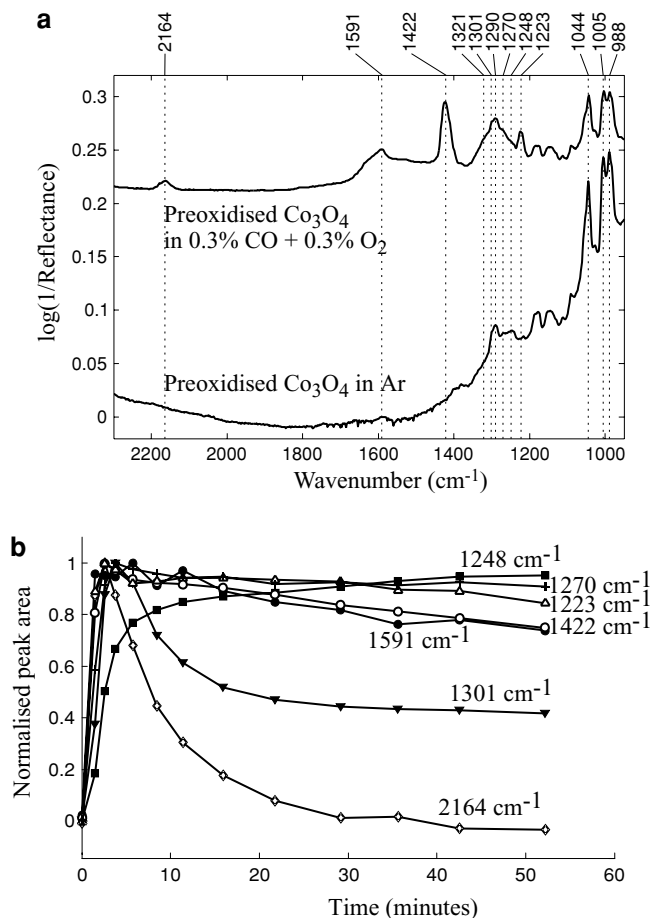 a
2164
1591
1422
1321
1301
1290
1270
1248
1223
1044
1005
988
0.3
0.25
0.2
0.15
0.1
0.05
0
log(1/Reflectance)
Preoxidised Co₃O₄
in 0.3% CO + 0.3% O₂
Preoxidised Co₃O₄ in Ar
2200 2000 1800 1600 1400 1200 1000
Wavenumber (cm⁻¹)
b
1
0.8
0.6
0.4
0.2
0
Normalised peak area
1248 cm⁻¹
1270 cm⁻¹
1223 cm⁻¹
1422 cm⁻¹
1591 cm⁻¹
1301 cm⁻¹
2164 cm⁻¹
0 10 20 30 40 50 60
Time (minutes)